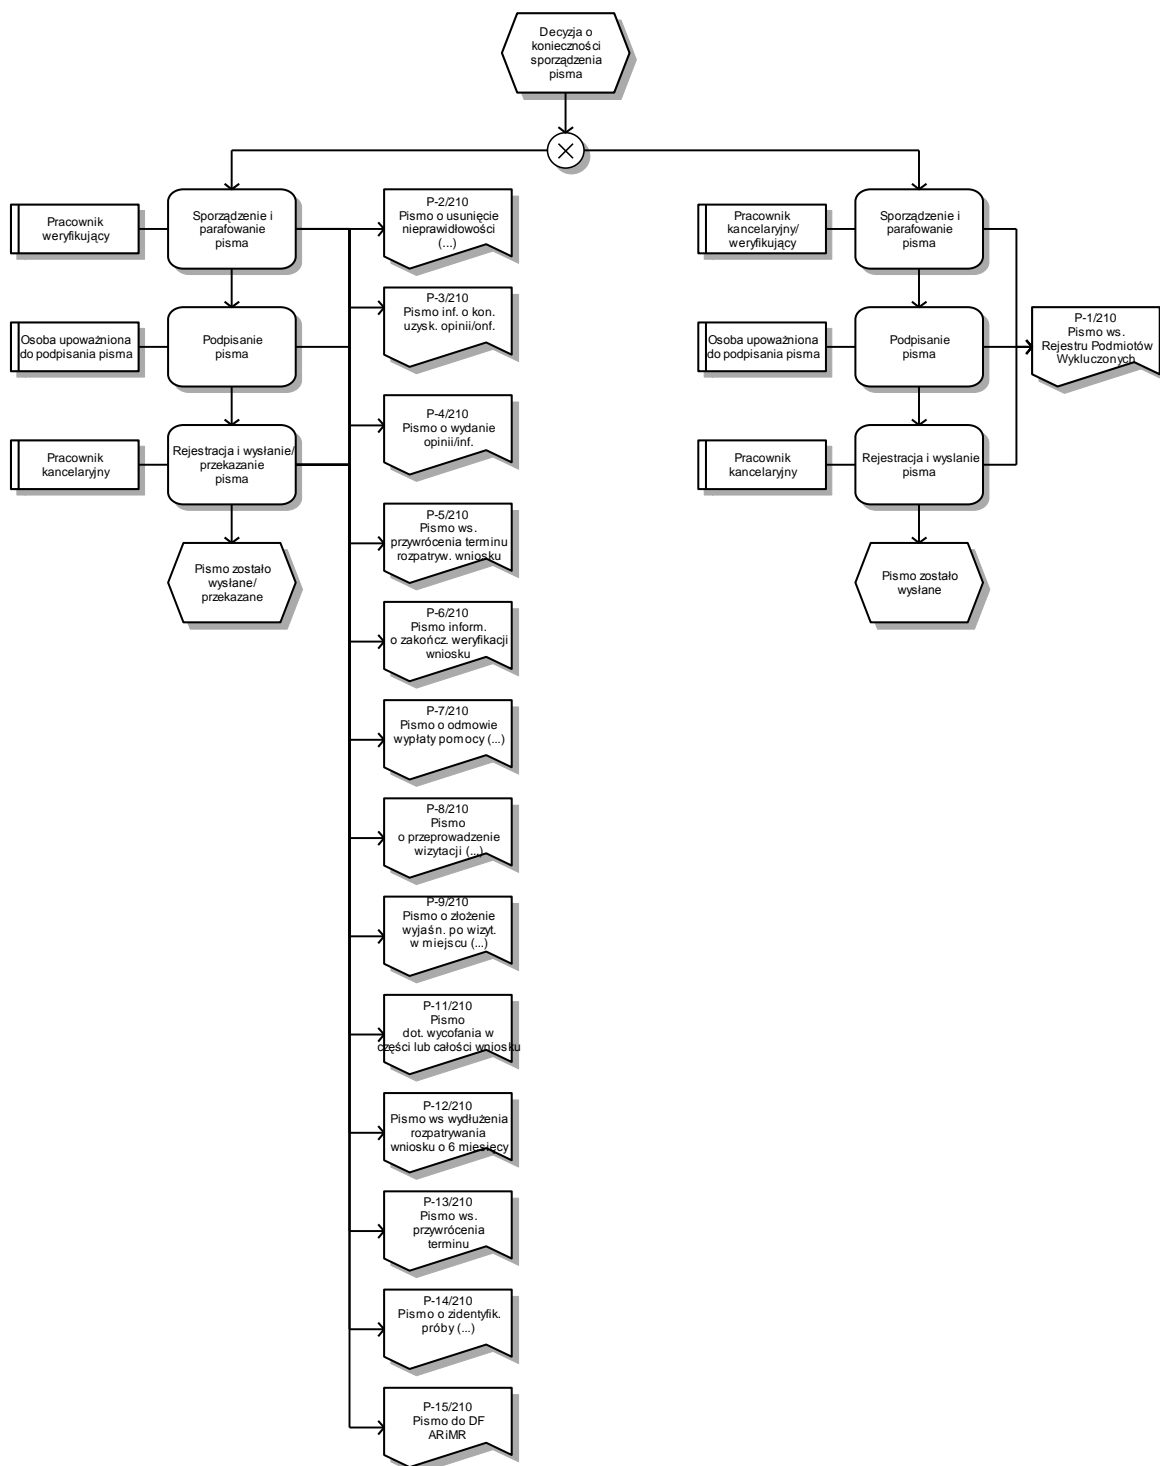 Decyzja o
konieczności
sporządzenia
pisma
Pracownik
weryfikujący
Sporządzenie i
parafowanie
pisma
Osoba upoważniona
do podpisania pisma
Podpisanie
pisma
Pracownik
kancelaryjny
Rejestracja i wysłanie/
przekazanie
pisma
Pismo zostało
wysłane/
przekazane
P-2/210
Pismo o usunięcie
nieprawidłowości
(...)
P-3/210
Pismo inf. o kon.
uzysk. opinii/onf.
P-4/210
Pismo o wydanie
opinii/inf.
P-5/210
Pismo ws.
przywrócenia terminu
rozpatryw. wniosku
P-6/210
Pismo inform.
o zakończ. weryfikacji
wniosku
P-7/210
Pismo o odmowie
wypłaty pomocy (...)
P-8/210
Pismo
o przeprowadzenie
wizytacji (...)
P-9/210
Pismo o złożenie
wyjaśn. po wizyt.
w miejscu (...)
P-11/210
Pismo
dot. wycofania w
części lub całości wniosku
P-12/210
Pismo ws wydłużenia
rozpatrywania
wniosku o 6 miesięcy
P-13/210
Pismo ws.
przywrócenia
terminu
P-14/210
Pismo o zidentyfik.
próby (...)
P-15/210
Pismo do DF
ARiMR
Pracownik
kancelaryjny/
weryfikujący
Sporządzenie i
parafowanie
pisma
Osoba upoważniona
do podpisania pisma
Podpisanie
pisma
Pracownik
kancelaryjny
Rejestracja i wyslanie
pisma
Pismo zostało
wysłane
P-1/210
Pismo ws.
Rejestru Podmiotów
Wykluczonych